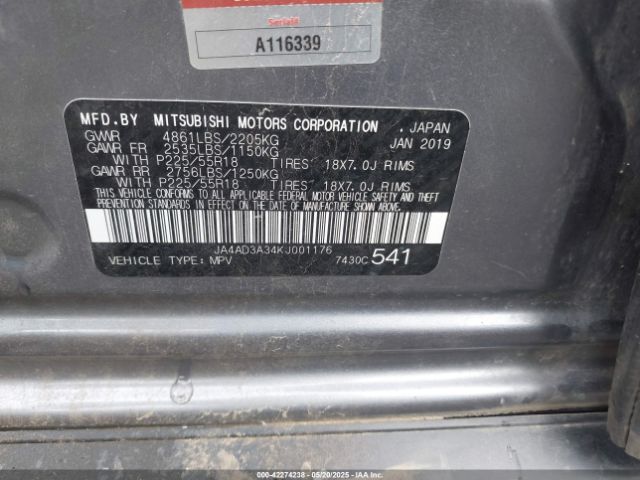 Serial#
A116339
MFD.BY MITSUBISHI MOTORS CORPORATION . JAPAN
GVWR 4861LBS/2205KG JAN 2019
GAWR FR 2535LBS/1150KG
WITH P225/55R18 TIRES 18X7.0J RIMS
GAWR RR 2756LBS/1250KG
WITH P225/55R18 TIRES 18X7.0J RIMS
THIS VEHICLE CONFORMS TO ALL APPLICABLE FEDERAL MOTOR VEHICLE SAFETY AND THEFT
PREVENTION STANDARDS IN EFFECT ON THE DATE OF MANUFACTURE SHOWN ABOVE.
JA4AD3A34KJ001176
VEHICLE TYPE: MPV 7430C 541
000-42274238 - 05/20/2025 - IAAI.COM